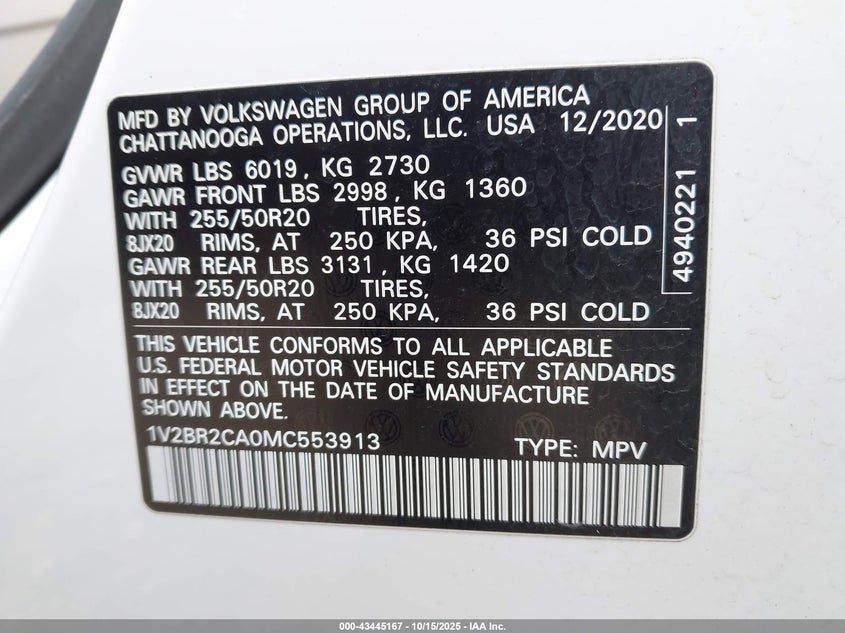 MFD BY VOLKSWAGEN GROUP OF AMERICA
CHATTANOOGA OPERATIONS, LLC. USA 12/2020
GVWR LBS 6019, KG 2730
GAWR FRONT LBS 2998, KG 1360
WITH 255/50R20 TIRES,
8JX20 RIMS, AT 250 KPA, 36 PSI COLD
GAWR REAR LBS 3131, KG 1420
WITH 255/50R20 TIRES,
8JX20 RIMS, AT 250 KPA, 36 PSI COLD
4940221 1
THIS VEHICLE CONFORMS TO ALL APPLICABLE
U.S. FEDERAL MOTOR VEHICLE SAFETY STANDARDS
IN EFFECT ON THE DATE OF MANUFACTURE
SHOWN ABOVE.
1V2BR2CA0MC553913 TYPE: MPV
000-43445167 - 10/15/2025 - IAA Inc.